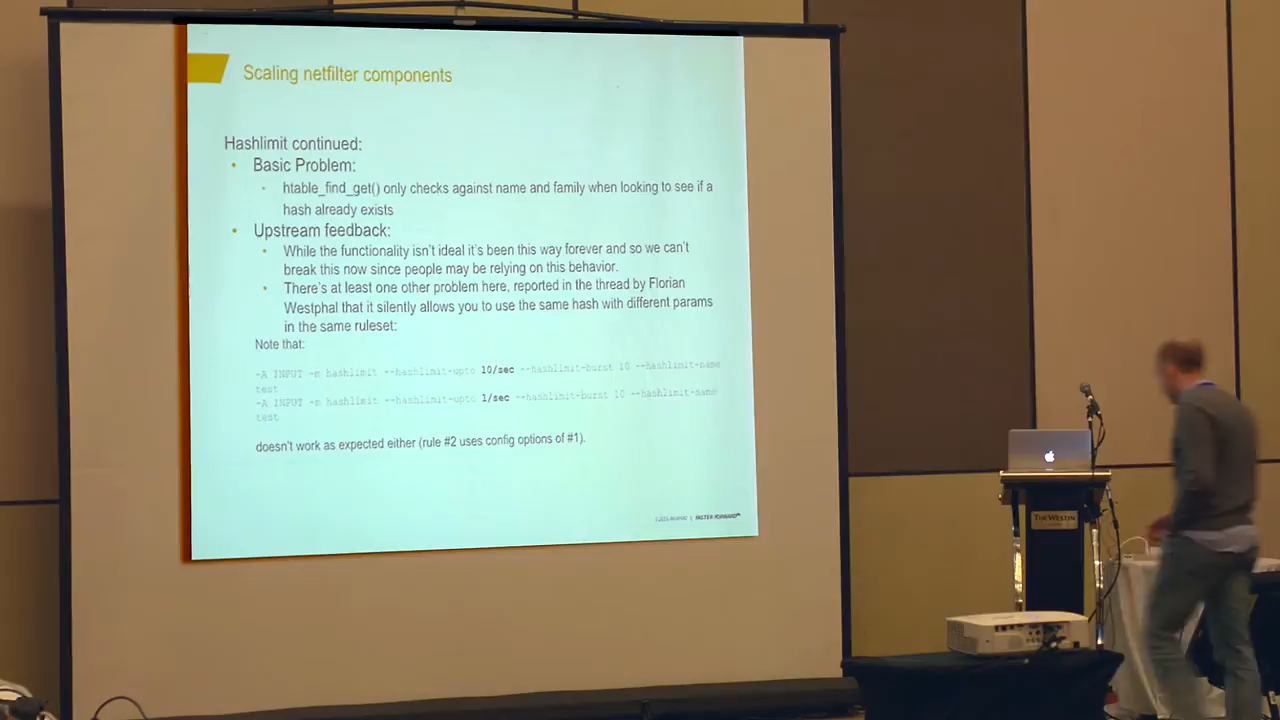 Scaling netfilter components
Hashlimit continued:
• Basic Problem:
• htable_find_get() only checks against name and family when looking to see if a
hash already exists
• Upstream feedback:
• While the functionality isn't ideal it's been this way forever and so we can't
break this now since people may be relying on this behavior.
• There's at least one other problem here, reported in the thread by Florian
Westphal that it silently allows you to use the same hash with different params
in the same ruleset:
Note that:
-A INPUT -m hashlimit --hashlimit-upto 10/sec --hashlimit-burst 10 --hashlimit-name
test
-A INPUT -m hashlimit --hashlimit-upto 1/sec --hashlimit-burst 10 --hashlimit-name
test
doesn't work as expected either (rule #2 uses config options of #1).
FASTER FORWARD
THE WESTIN